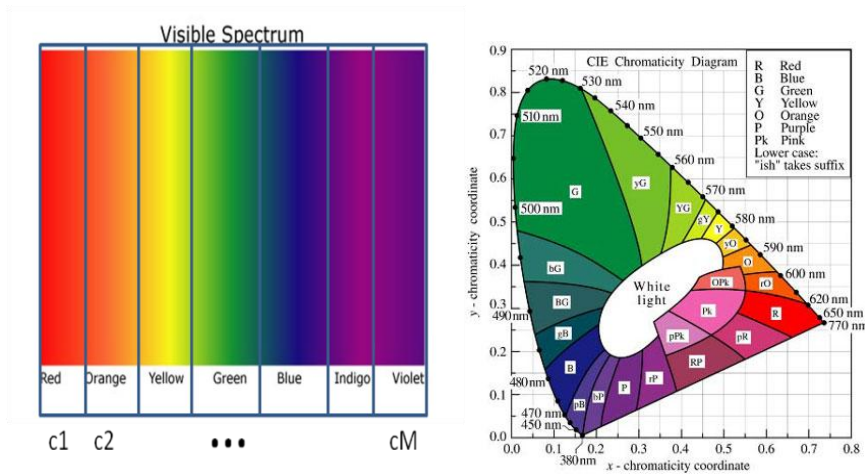 Visible Spectrum
Red Orange Yellow Green Blue Indigo Violet
c1 c2 ••• cM
CIE Chromaticity Diagram
R Red
B Blue
G Green
Y Yellow
O Orange
P Purple
Pk Pink
Lower case:
"ish" takes suffix
y - chromaticity coordinate
0.9
0.8
0.7
0.6
0.5
0.4
0.3
0.2
0.1
0.0
520 nm
530 nm
510 nm
540 nm
550 nm
560 nm
500 nm
570 nm
580 nm
590 nm
600 nm
620 nm
650 nm
770 nm
490nm
480 nm
470 nm
450 nm
380nm
G
yG
YG
gY
Y
yO
O
rO
OPk
R
bG
BG
gB
B
pB
bP
P
rP
RP
pR
pPk
Pk
White
light
0.0 0.1 0.2 0.3 0.4 0.5 0.6 0.7 0.8
x - chromaticity coordinate